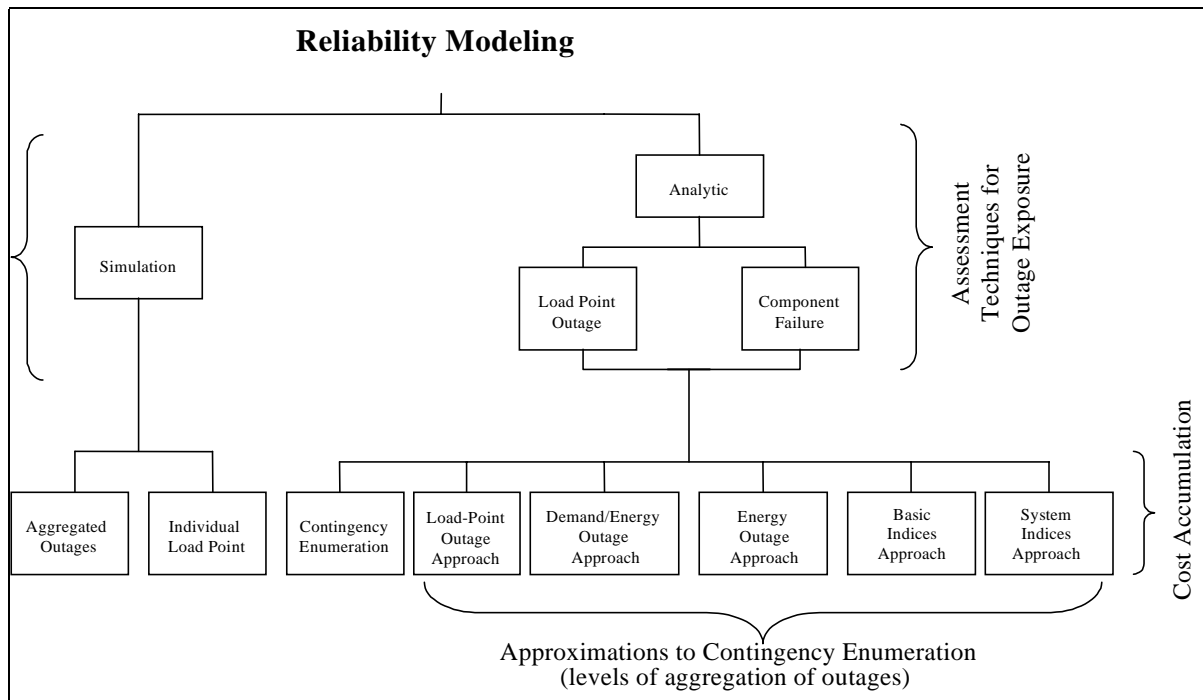 Reliability Modeling
Analytic
Simulation
Load Point
Outage
Component
Failure
Assessment
Techniques for
Outage Exposure
Aggregated
Outages
Individual
Load Point
Contingency
Enumeration
Load-Point
Outage
Approach
Demand/Energy
Outage
Approach
Energy
Outage
Approach
Basic
Indices
Approach
System
Indices
Approach
Cost Accumulation
Approximations to Contingency Enumeration
(levels of aggregation of outages)